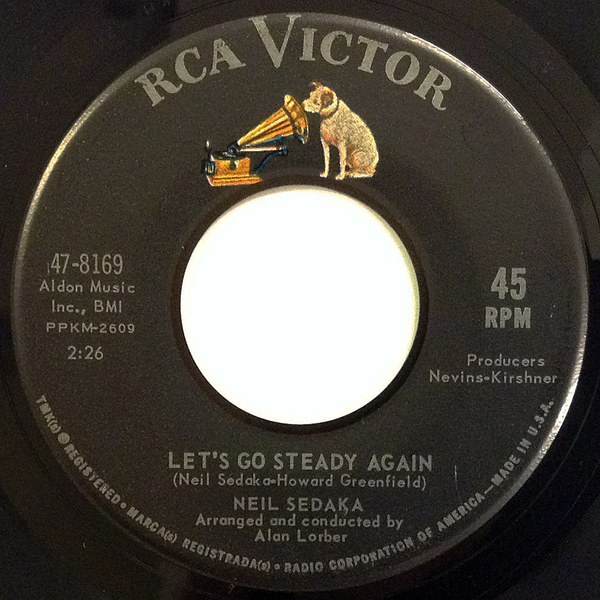 RCA VICTOR
47-8169
Aldon Music
Inc., BMI
PPKM-2609
2:26
45
RPM
Producers
Nevins-Kirshner
LET'S GO STEADY AGAIN
(Neil Sedaka-Howard Greenfield)
NEIL SEDAKA
Arranged and conducted by
Alan Lorber
TMK(s) ® REGISTERED • MARCA(s) REGISTRADA(s) • RADIO CORPORATION OF AMERICA—MADE IN U.S.A.